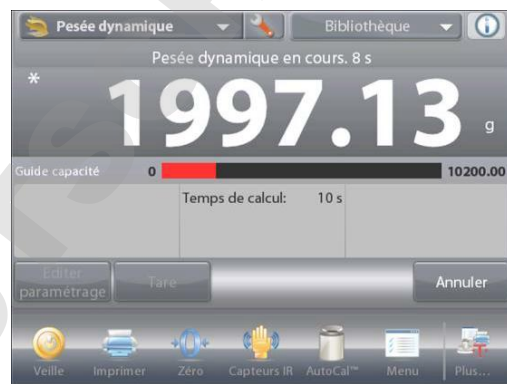 Pesée dynamique Bibliothèque
Pesée dynamique en cours. 8 s
* 1997.13 g
Guide capacité 0 10200.00
Temps de calcul: 10 s
Editer paramétrage Tare Annuler
Veille Imprimer Zéro Capteurs IR AutoCal™ Menu Plus...